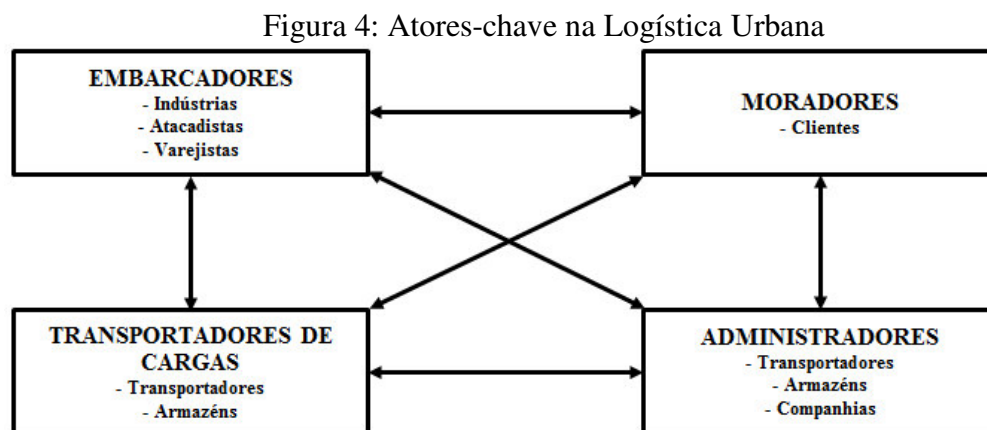 Figura 4: Atores-chave na Logística Urbana
EMBARCADORES
- Indústrias
- Atacadistas
- Varejistas
MORADORES
- Clientes
TRANSPORTADORES DE
CARGAS
- Transportadores
- Armazéns
ADMINISTRADORES
- Transportadores
- Armazéns
- Companhias